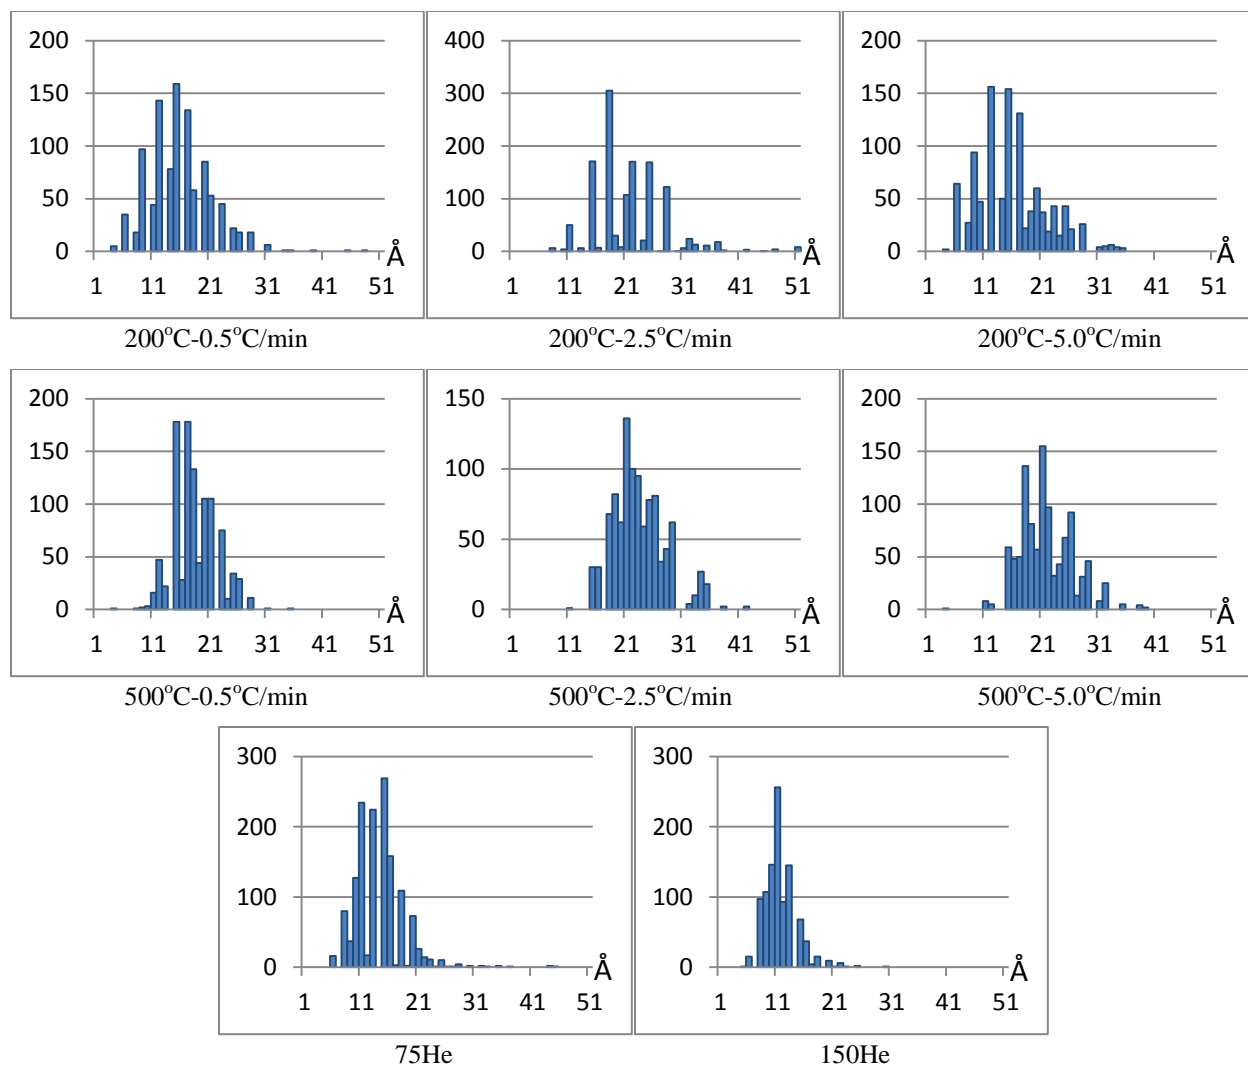 200
400
200
150
300
150
100
200
100
50
100
50
0
0
0
Å
Å
Å
1 11 21 31 41 51
1 11 21 31 41 51
1 11 21 31 41 51
200°C-0.5°C/min
200°C-2.5°C/min
200°C-5.0°C/min
200
150
200
150
100
150
100
100
50
50
50
0
0
0
Å
Å
Å
1 11 21 31 41 51
1 11 21 31 41 51
1 11 21 31 41 51
500°C-0.5°C/min
500°C-2.5°C/min
500°C-5.0°C/min
300
300
200
200
100
100
0
0
Å
Å
1 11 21 31 41 51
1 11 21 31 41 51
75He
150He